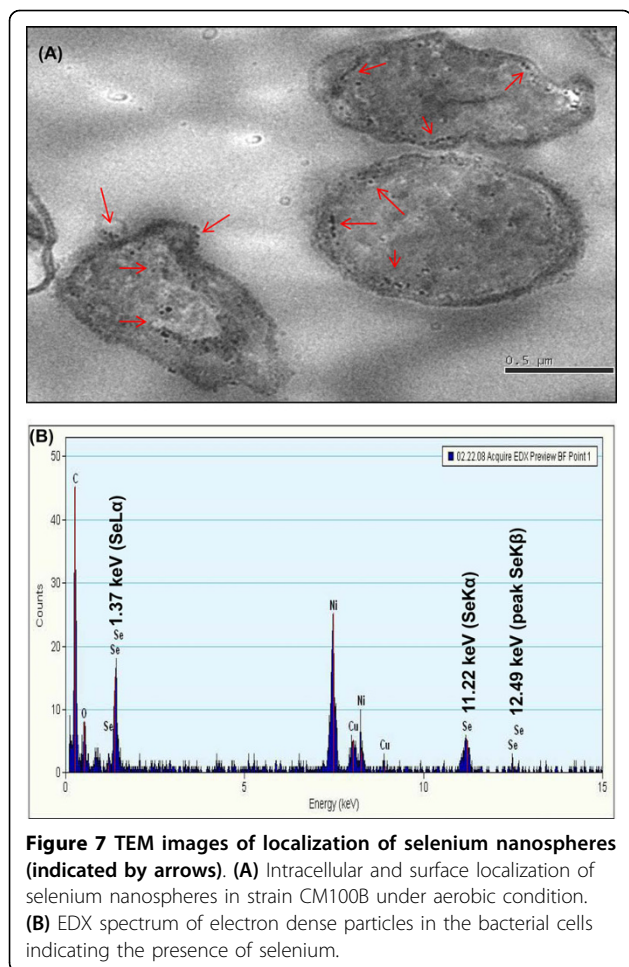 (A)
0.5 µm
(B)
02.22.08 Acquire EDX Preview BF Point 1
50
40
30
20
10
0
Counts
C
O
Se
Se
Se
1.37 keV (SeLα)
Ni
Cu
Ni
Cu
Se
11.22 keV (SeKα)
Se
Se
12.49 keV (peak SeKβ)
0
5
10
15
Energy (keV)
Figure 7 TEM images of localization of selenium nanospheres
(indicated by arrows). (A) Intracellular and surface localization of
selenium nanospheres in strain CM100B under aerobic condition.
(B) EDX spectrum of electron dense particles in the bacterial cells
indicating the presence of selenium.